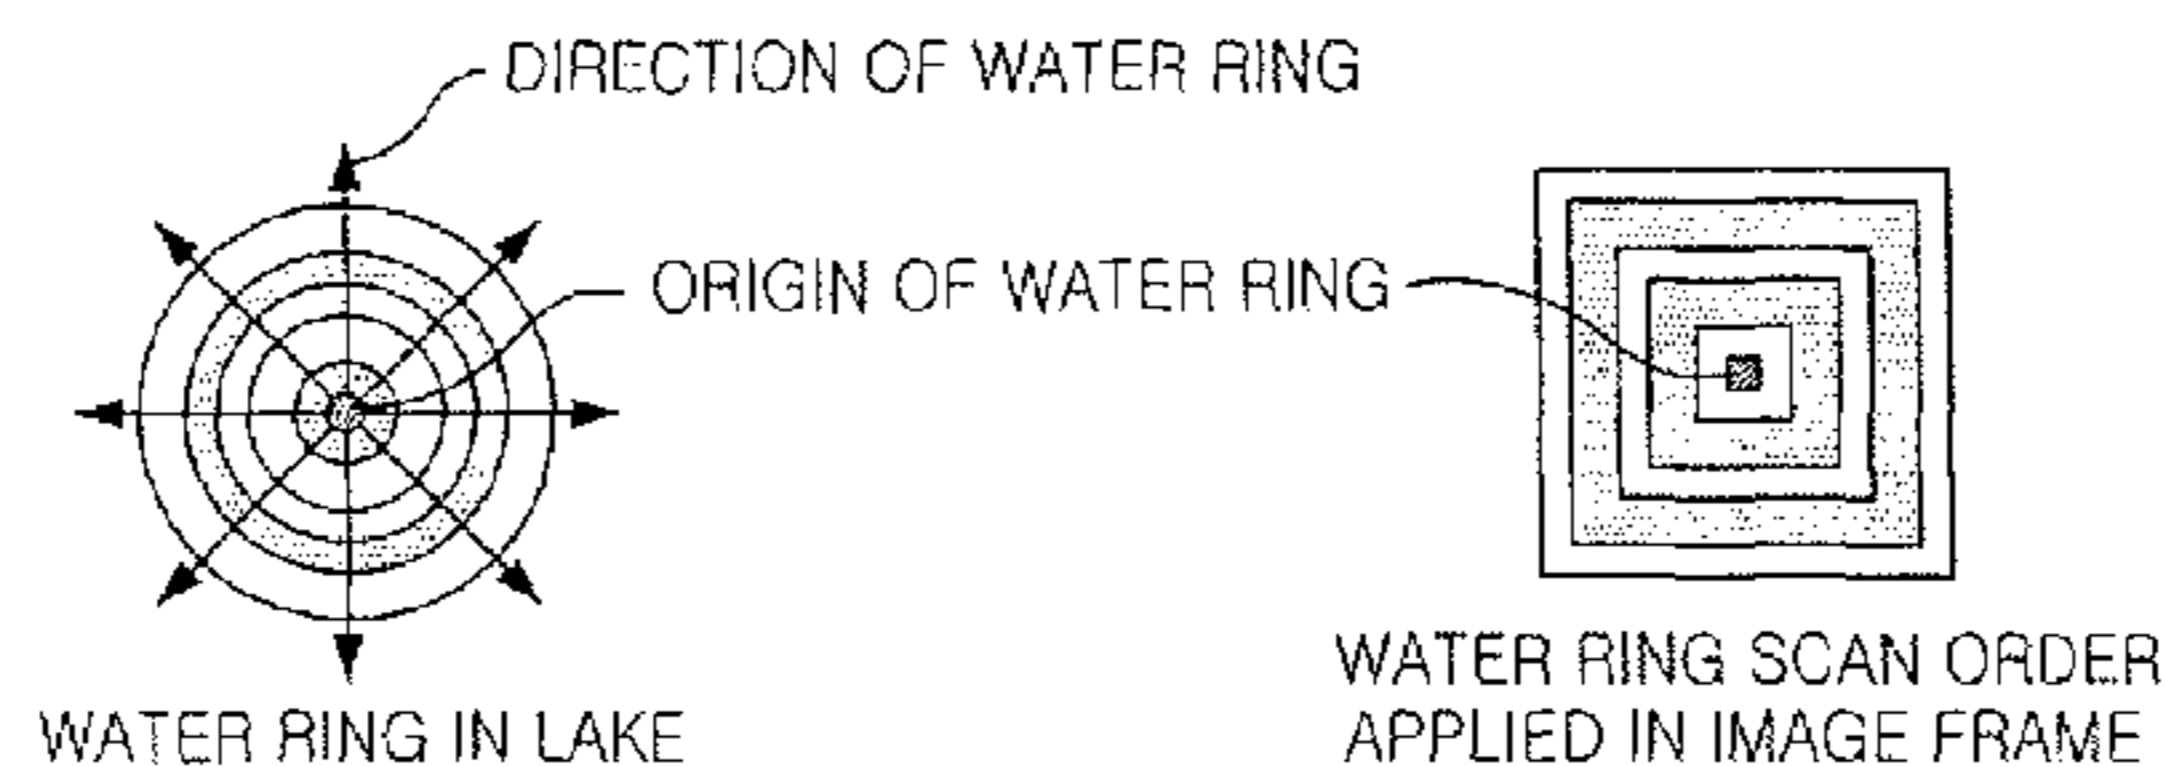 DIRECTION OF WATER RING
ORIGIN OF WATER RING
WATER RING IN LAKE
WATER RING SCAN ORDER
APPLIED IN IMAGE FRAME